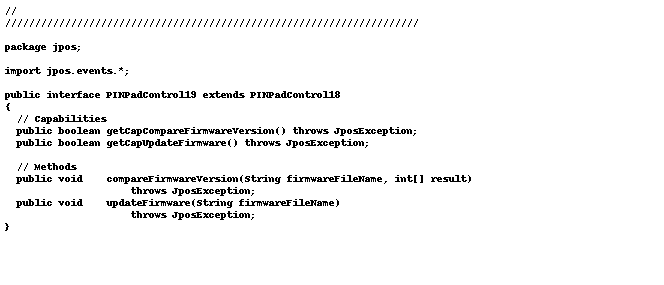 //
/////////////////////////////////////////////////////////////////////
package jpos;
import jpos.events.*;
public interface PINPadControl19 extends PINPadControl18
{
// Capabilities
public boolean getCapCompareFirmwareVersion() throws JposException;
public boolean getCapUpdateFirmware() throws JposException;
// Methods
public void    compareFirmwareVersion(String firmwareFileName, int[] result)
throws JposException;
public void    updateFirmware(String firmwareFileName)
throws JposException;
}